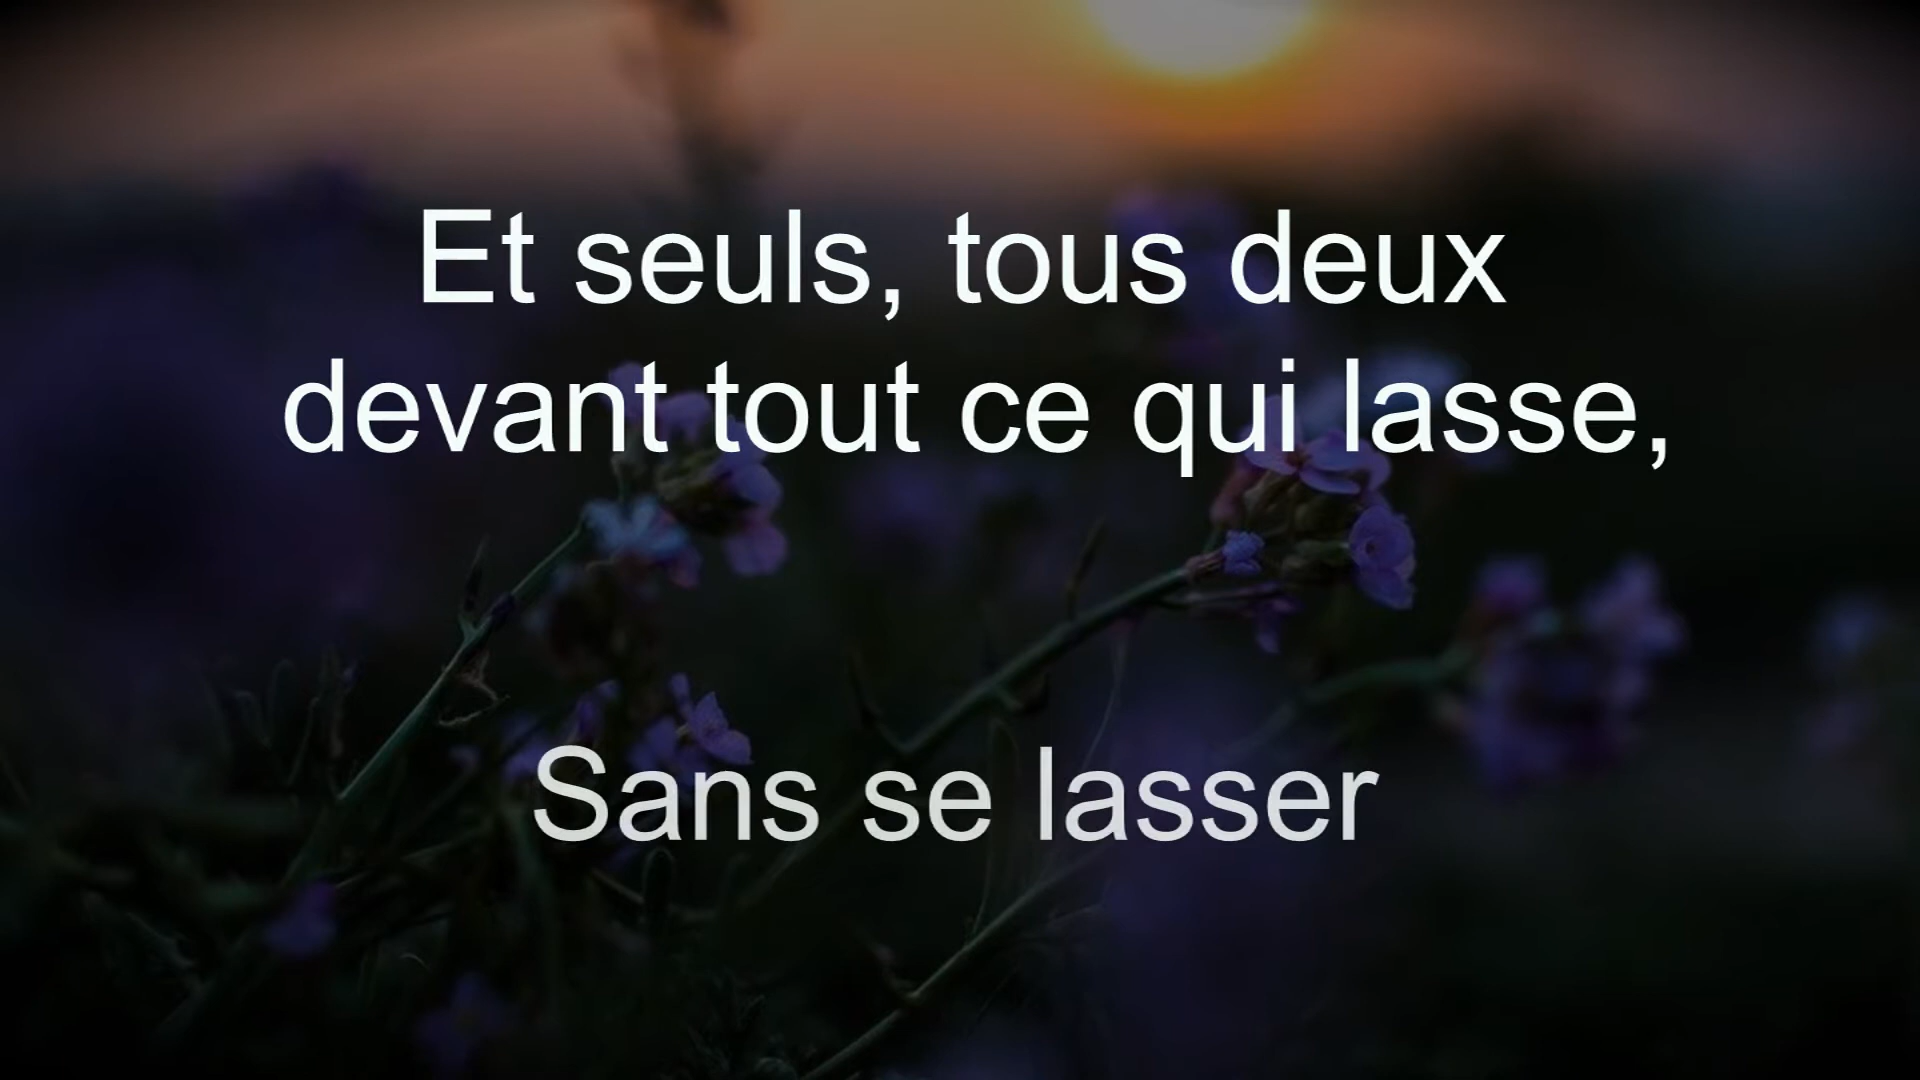 Et seuls, tous deux
devant tout ce qui lasse,
Sans se lasser